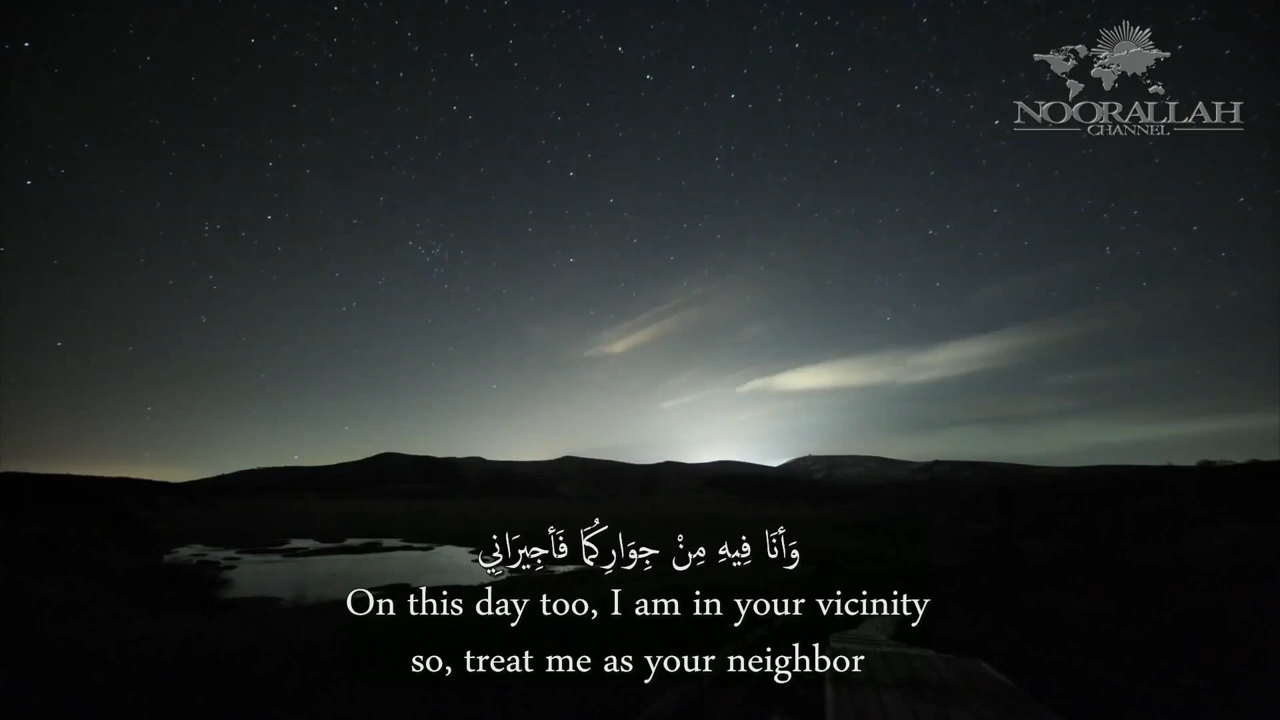 NOORALLAH
CHANNEL
وَأَنَا فِيهِ مِنْ جِوَارِكُمَا فَأَجِيرَانِي
On this day too, I am in your vicinity
so, treat me as your neighbor